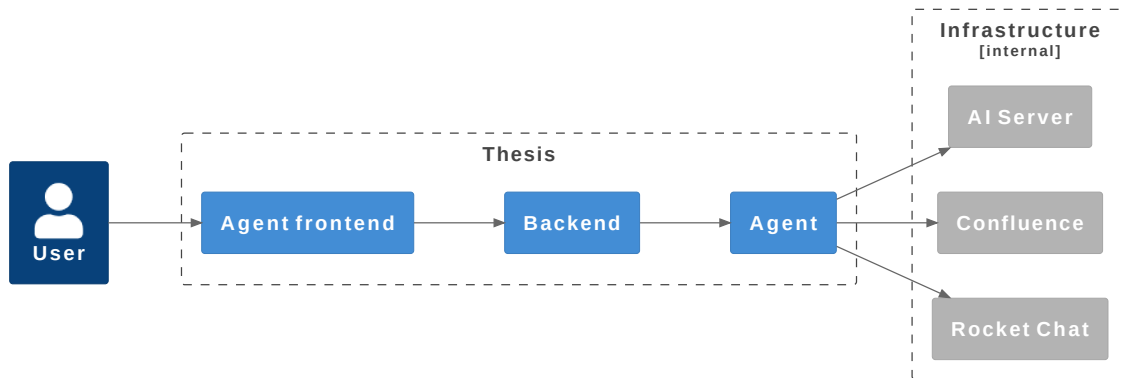 Infrastructure
[internal]
AI Server
Thesis
User
Agent frontend
Backend
Agent
Confluence
Rocket Chat